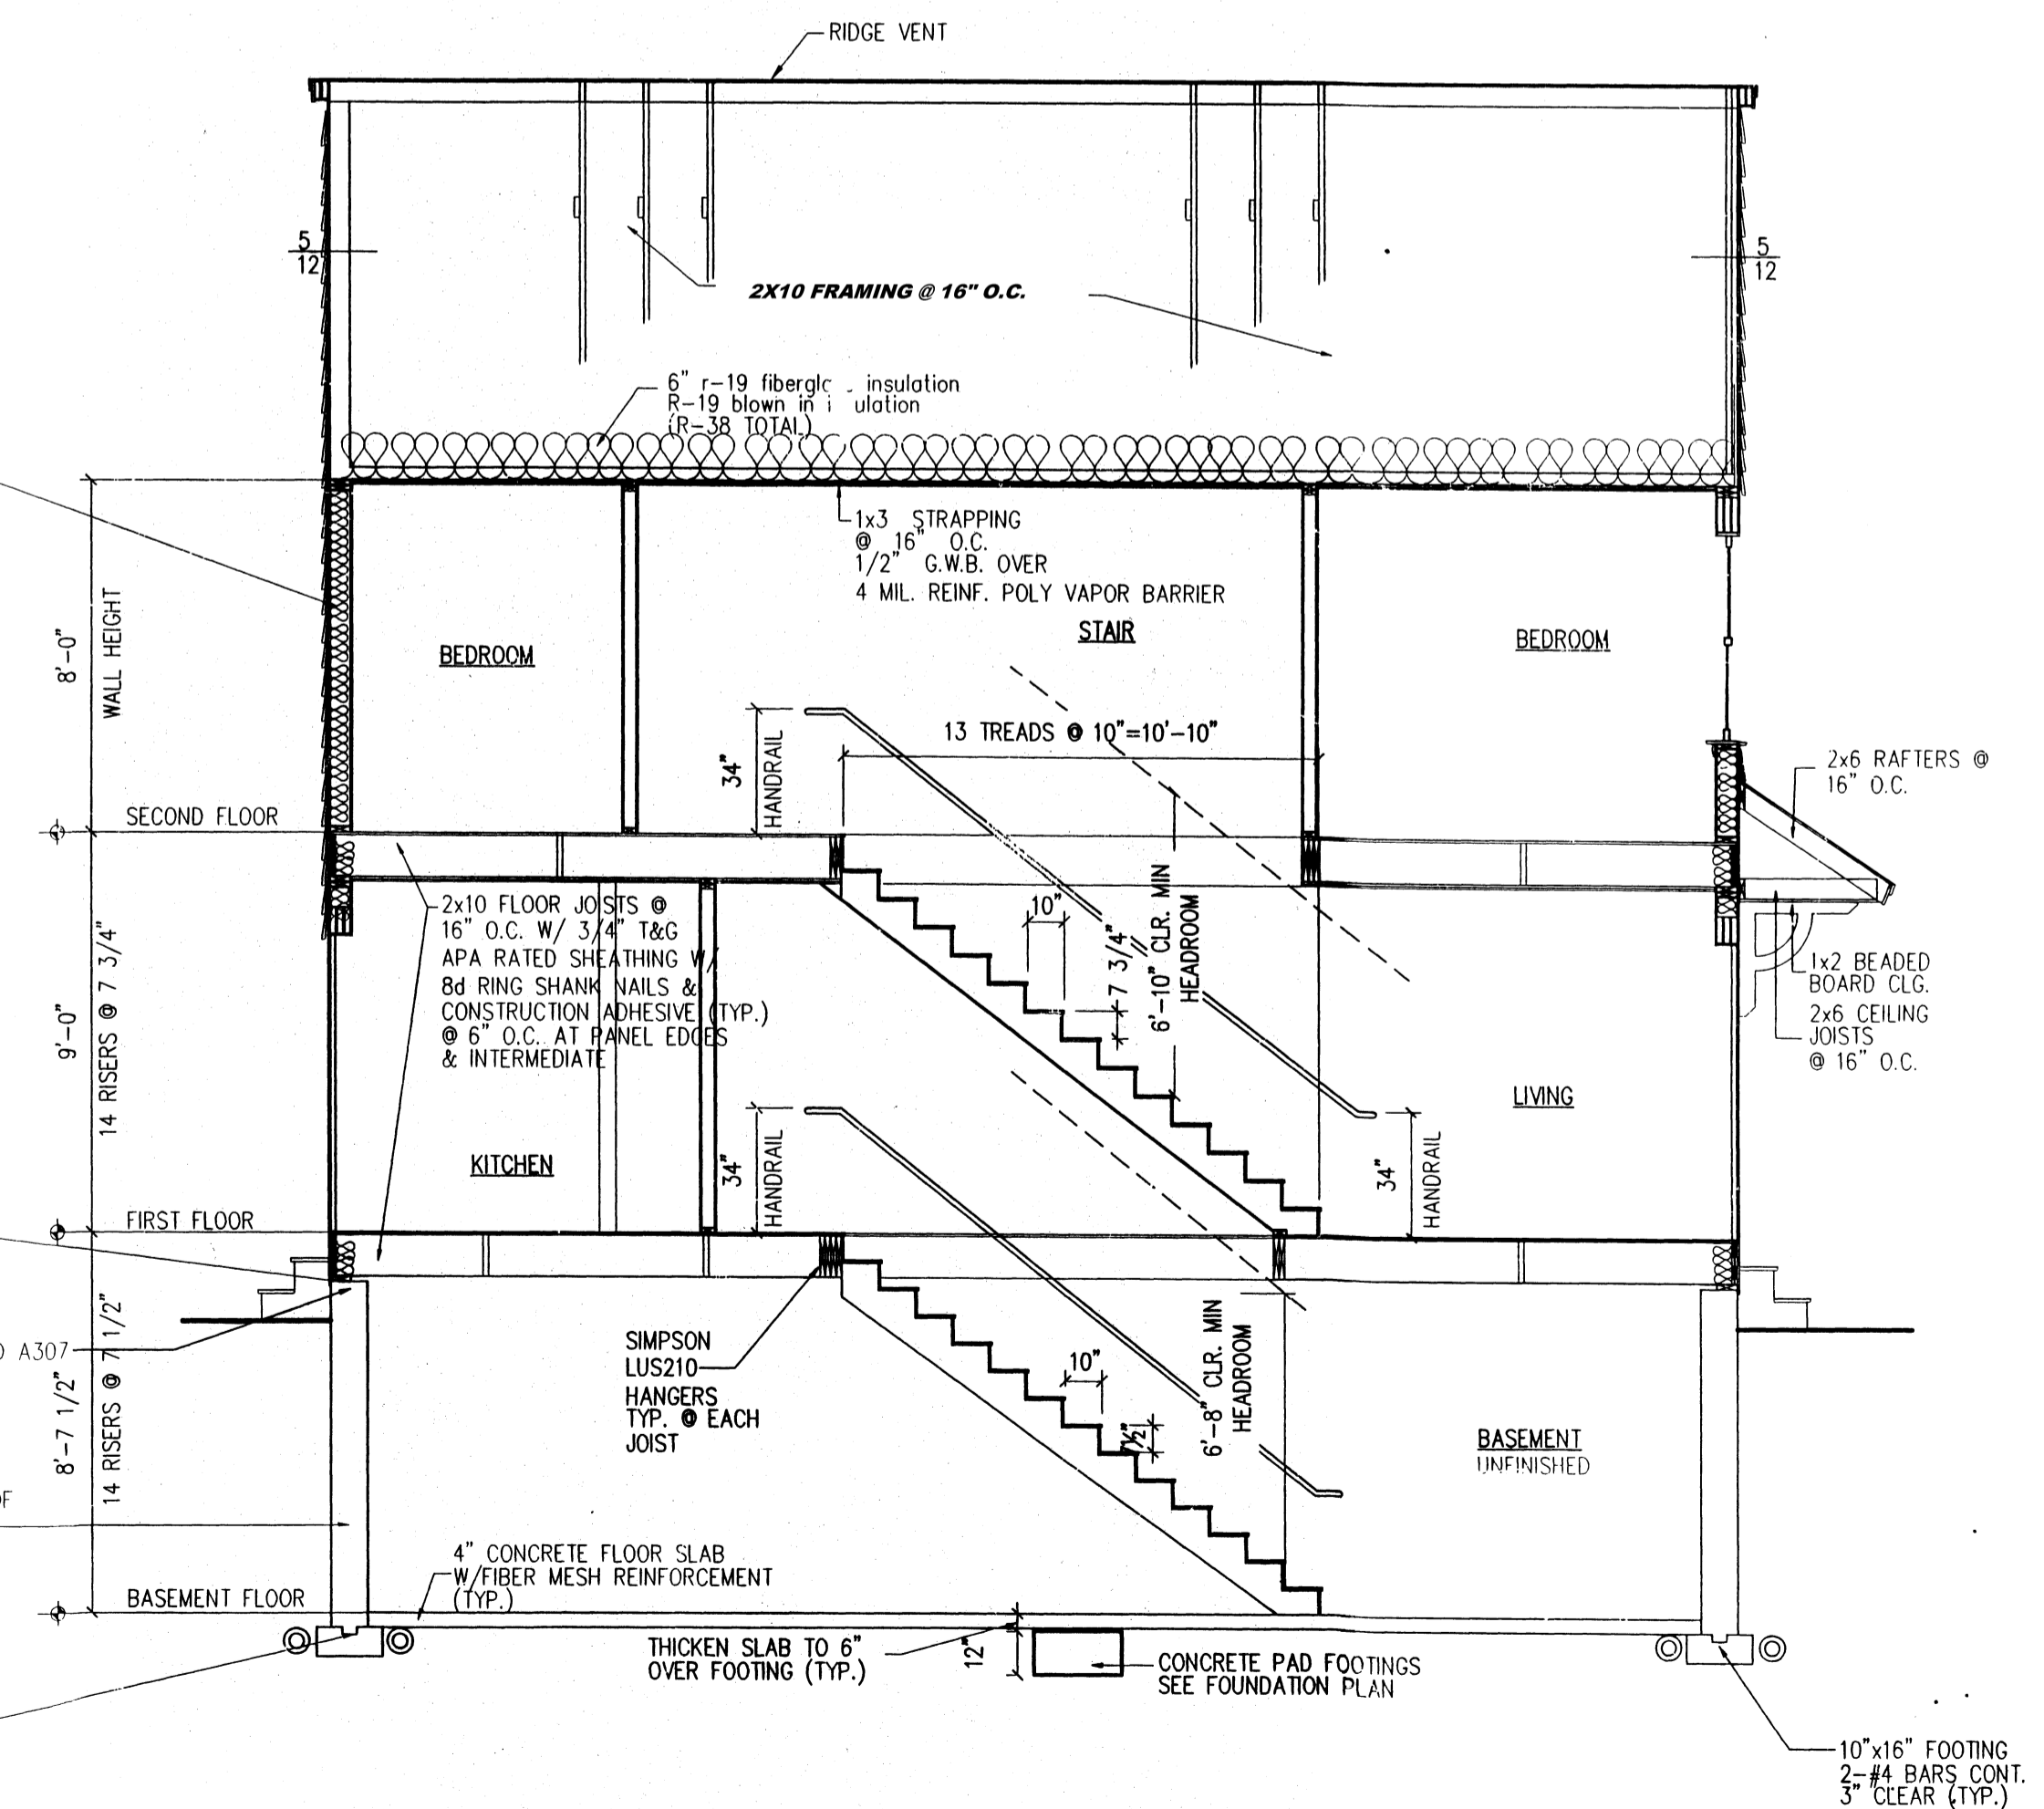 RIDGE VENT
5
12
5
12
2X10 FRAMING @ 16" O.C.
6" r-19 insulation
R-19 blown in
(R-38 TOTAL)
1x3 STRAPPING
@ 16" O.C.
1/2" G.W.B. OVER
4 MIL. REINF. POLY VAPOR BARRIER
STAIR
BEDROOM
BEDROOM
8'-0"
WALL HEIGHT
13 TREADS @ 10"=10'-10"
34"
HANDRAIL
2x6 RAFTERS @
16" O.C.
SECOND FLOOR
2x10 FLOOR JOISTS @
16" O.C. W/ 3/4" T&G
APA RATED SHEATHING W/
8d RING SHANK NAILS &
CONSTRUCTION ADHESIVE (TYP.)
@ 6" O.C. AT PANEL EDGES
& INTERMEDIATE
10"
7 3/4"
6'-10" CLR. MIN
HEADROOM
1x2 BEADED
BOARD CLG.
2x6 CEILING
JOISTS
@ 16" O.C.
9'-0"
14 RISERS @ 7 3/4"
LIVING
KITCHEN
34"
HANDRAIL
34"
HANDRAIL
FIRST FLOOR
A307
8'-7 1/2"
14 RISERS @ 7 1/2"
SIMPSON
LUS210
HANGERS
TYP. @ EACH
JOIST
10"
7½"
6'-8" CLR. MIN
HEADROOM
BASEMENT
UNFINISHED
4" CONCRETE FLOOR SLAB
W/FIBER MESH REINFORCEMENT
(TYP.)
BASEMENT FLOOR
THICKEN SLAB TO 6"
OVER FOOTING (TYP.)
12"
CONCRETE PAD FOOTINGS
SEE FOUNDATION PLAN
10"x16" FOOTING
2-#4 BARS CONT.
3" CLEAR (TYP.)